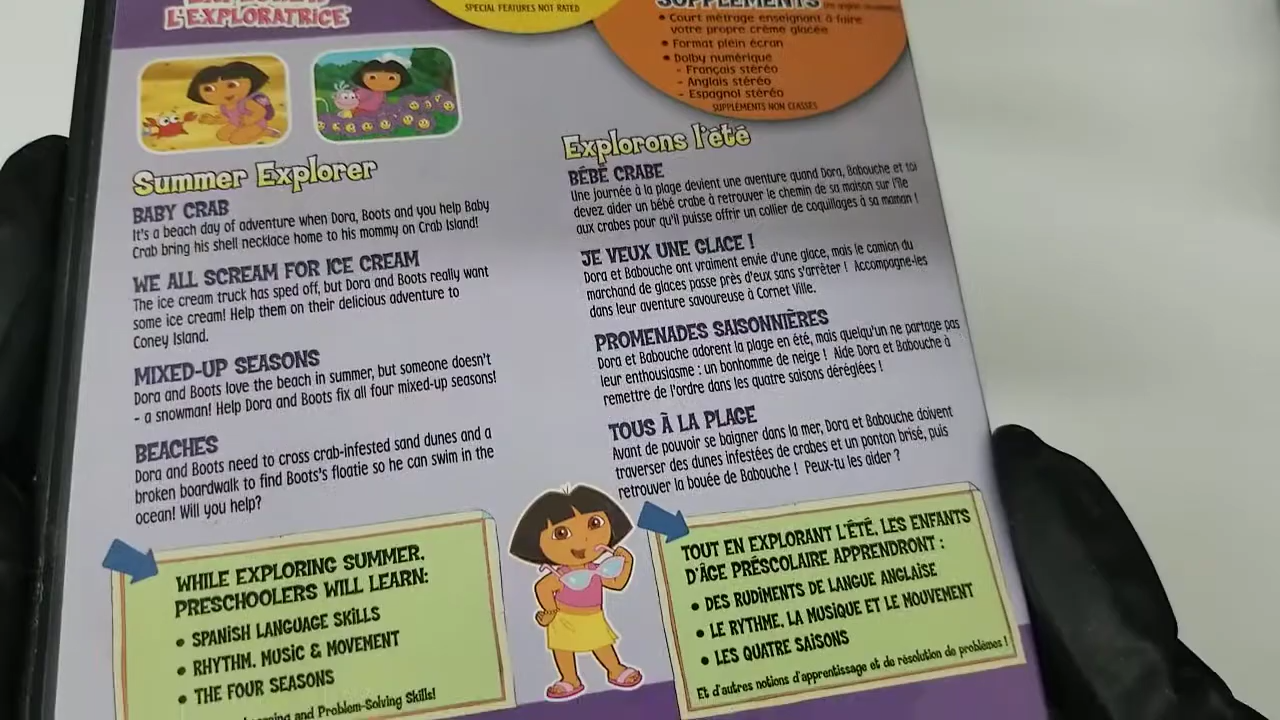 L'EXPLORATRICE
SPECIAL FEATURES NOT RATED
SUPPLÉMENTS
• Court métrage enseignant à faire
votre propre crème glacée
• Format plein écran
• Dolby numérique
- Français stéréo
- Anglais stéréo
- Espagnol stéréo
SUPPLÉMENTS NON CLASSÉS
Summer Explorer
BABY CRAB
It's a beach day of adventure when Dora, Boots and you help Baby
Crab bring his shell necklace home to his mommy on Crab Island!
WE ALL SCREAM FOR ICE CREAM
The ice cream truck has sped off, but Dora and Boots really want
some ice cream! Help them on their delicious adventure to
Coney Island.
MIXED-UP SEASONS
Dora and Boots love the beach in summer, but someone doesn't
- a snowman! Help Dora and Boots fix all four mixed-up seasons!
BEACHES
Dora and Boots need to cross crab-infested sand dunes and a
broken boardwalk to find Boots's floatie so he can swim in the
ocean! Will you help?
WHILE EXPLORING SUMMER,
PRESCHOOLERS WILL LEARN:
• SPANISH LANGUAGE SKILLS
• RHYTHM, MUSIC & MOVEMENT
• THE FOUR SEASONS
and Problem-Solving Skills!
Explorons l'été
BÉBÉ CRABE
Une journée à la plage devient une aventure quand Dora, Babouche et toi
devez aider un bébé crabe à retrouver le chemin de sa maison sur l'île
aux crabes pour qu'il puisse offrir un collier de coquillages à sa maman !
JE VEUX UNE GLACE !
Dora et Babouche ont vraiment envie d'une glace, mais le camion du
marchand de glaces passe près d'eux sans s'arrêter ! Accompagne-les
dans leur aventure savoureuse à Cornet Ville.
PROMENADES SAISONNIÈRES
Dora et Babouche adorent la plage en été, mais quelqu'un ne partage pas
leur enthousiasme : un bonhomme de neige ! Aide Dora et Babouche à
remettre de l'ordre dans les quatre saisons déréglées !
TOUS À LA PLAGE
Avant de pouvoir se baigner dans la mer, Dora et Babouche doivent
traverser des dunes infestées de crabes et un ponton brisé, puis
retrouver la bouée de Babouche ! Peux-tu les aider ?
TOUT EN EXPLORANT L'ÉTÉ, LES ENFANTS
D'ÂGE PRÉSCOLAIRE APPRENDRONT :
• DES RUDIMENTS DE LANGUE ANGLAISE
• LE RYTHME, LA MUSIQUE ET LE MOUVEMENT
• LES QUATRE SAISONS
Et d'autres notions d'apprentissage et de résolution de problèmes !